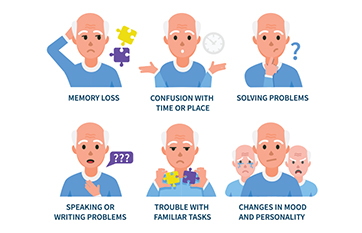 MEMORY LOSS
CONFUSION WITH
TIME OR PLACE
SOLVING PROBLEMS
?
???
SPEAKING OR
WRITING PROBLEMS
TROUBLE WITH
FAMILIAR TASKS
CHANGES IN MOOD
AND PERSONALITY